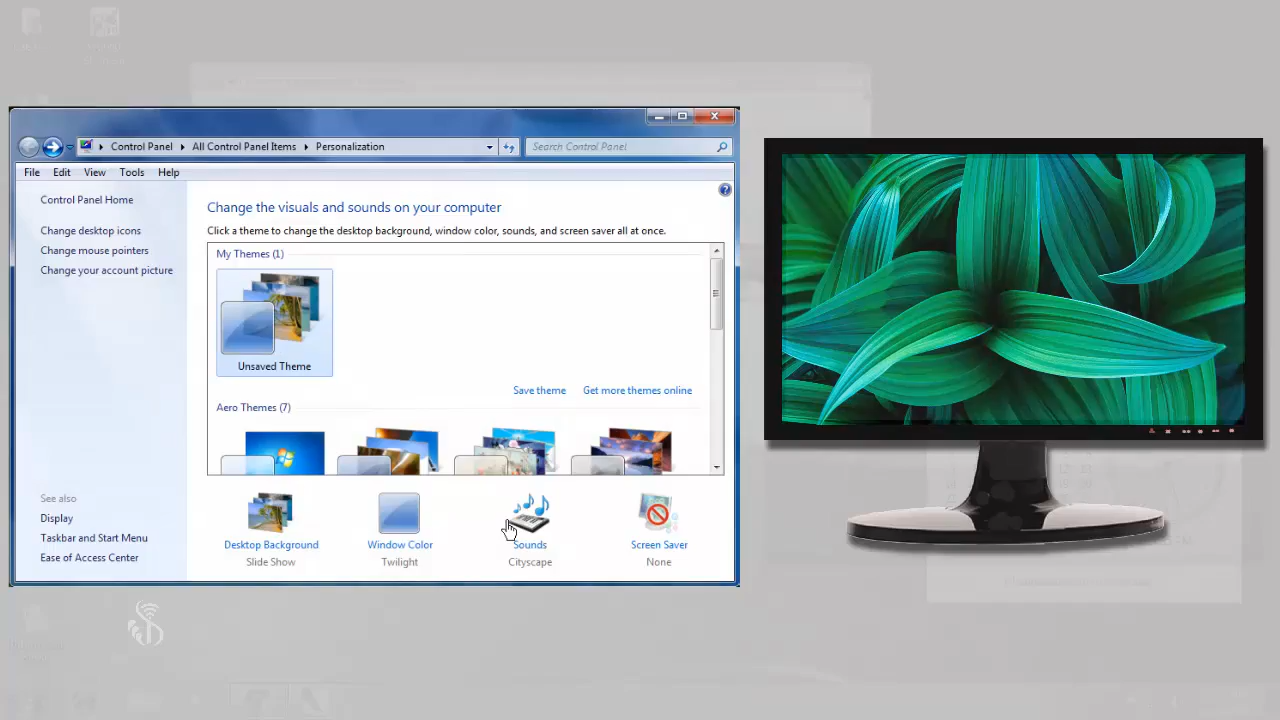 Control Panel
All Control Panel Items
Personalization
Search Control Panel
File Edit View Tools Help
Control Panel Home
Change desktop icons
Change mouse pointers
Change your account picture
See also
Display
Taskbar and Start Menu
Ease of Access Center
Change the visuals and sounds on your computer
Click a theme to change the desktop background, window color, sounds, and screen saver all at once.
My Themes (1)
Unsaved Theme
Save theme
Get more themes online
Aero Themes (7)
Desktop Background
Slide Show
Window Color
Twilight
Sounds
Cityscape
Screen Saver
None